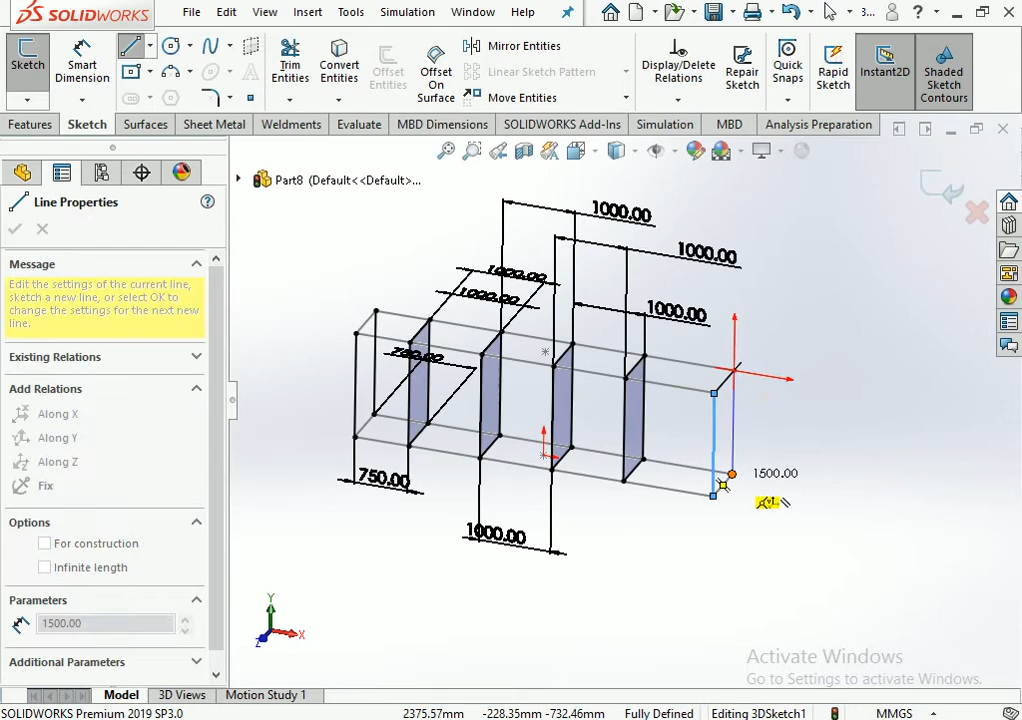 SOLIDWORKS
File Edit View Insert Tools Simulation Window Help
3...
Sketch
Smart Dimension
Trim Entities
Convert Entities
Offset Entities
Offset On Surface
Mirror Entities
Linear Sketch Pattern
Move Entities
Display/Delete Relations
Repair Sketch
Quick Snaps
Rapid Sketch
Instant2D
Shaded Sketch Contours
Features Sketch Surfaces Sheet Metal Weldments Evaluate MBD Dimensions SOLIDWORKS Add-Ins Simulation MBD Analysis Preparation
Part8 (Default<<Default>...
Line Properties
Message
Edit the settings of the current line,
sketch a new line, or select OK to
change the settings for the next new
line.
Existing Relations
Add Relations
Along X
Along Y
Along Z
Fix
Options
For construction
Infinite length
Parameters
1500.00
Additional Parameters
1000.00
1000.00
1000.00
1000.00
1000.00
750.00
750.00
1000.00
1500.00
Y
X
Z
Activate Windows
Go to Settings to activate Windows.
Model 3D Views Motion Study 1
SOLIDWORKS Premium 2019 SP3.0
2375.57mm -228.35mm -732.46mm Fully Defined Editing 3DSketch1 MMGS